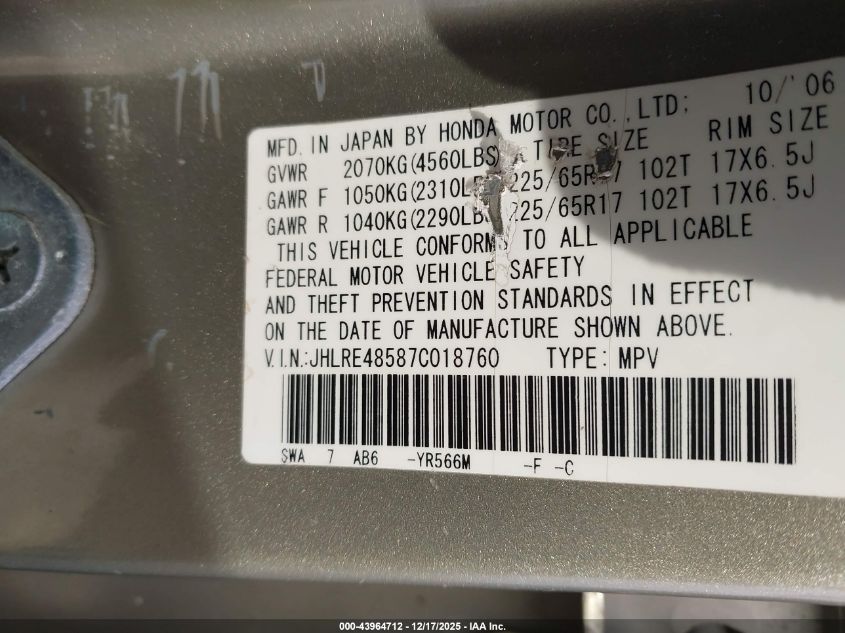 MFD. IN JAPAN BY HONDA MOTOR CO., LTD; 10/'06
GVWR 2070KG(4560LBS) TIRE SIZE RIM SIZE
GAWR F 1050KG(2310LB 225/65R17 102T 17X6.5J
GAWR R 1040KG(2290LB 225/65R17 102T 17X6.5J
THIS VEHICLE CONFORMS TO ALL APPLICABLE
FEDERAL MOTOR VEHICLE SAFETY
AND THEFT PREVENTION STANDARDS IN EFFECT
ON THE DATE OF MANUFACTURE SHOWN ABOVE.
V.I.N.:JHLRE48587C018760 TYPE: MPV
SWA 7 AB6 -YR566M -F -C
000-43964712 | 12/17/2025 - IAA Inc.